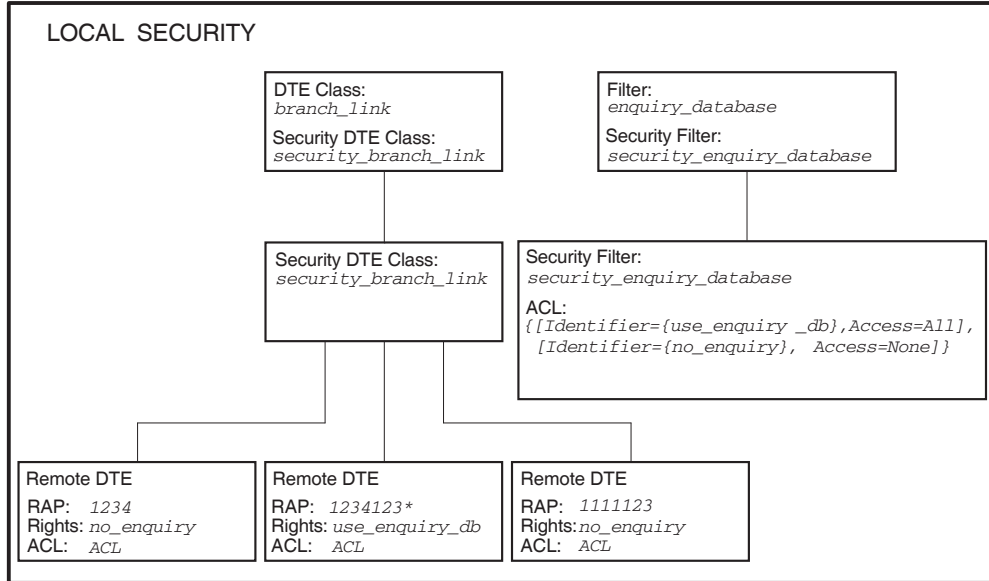 LOCAL SECURITY
DTE Class:
branch_link
Security DTE Class:
security_branch_link
Filter:
enquiry_database
Security Filter:
security_enquiry_database
Security DTE Class:
security_branch_link
Security Filter:
security_enquiry_database
ACL:
{[Identifier={use_enquiry _db},Access=All],
[Identifier={no_enquiry}, Access=None]}
Remote DTE
RAP: 1234
Rights: no_enquiry
ACL: ACL
Remote DTE
RAP: 1234123*
Rights: use_enquiry_db
ACL: ACL
Remote DTE
RAP: 1111123
Rights: no_enquiry
ACL: ACL